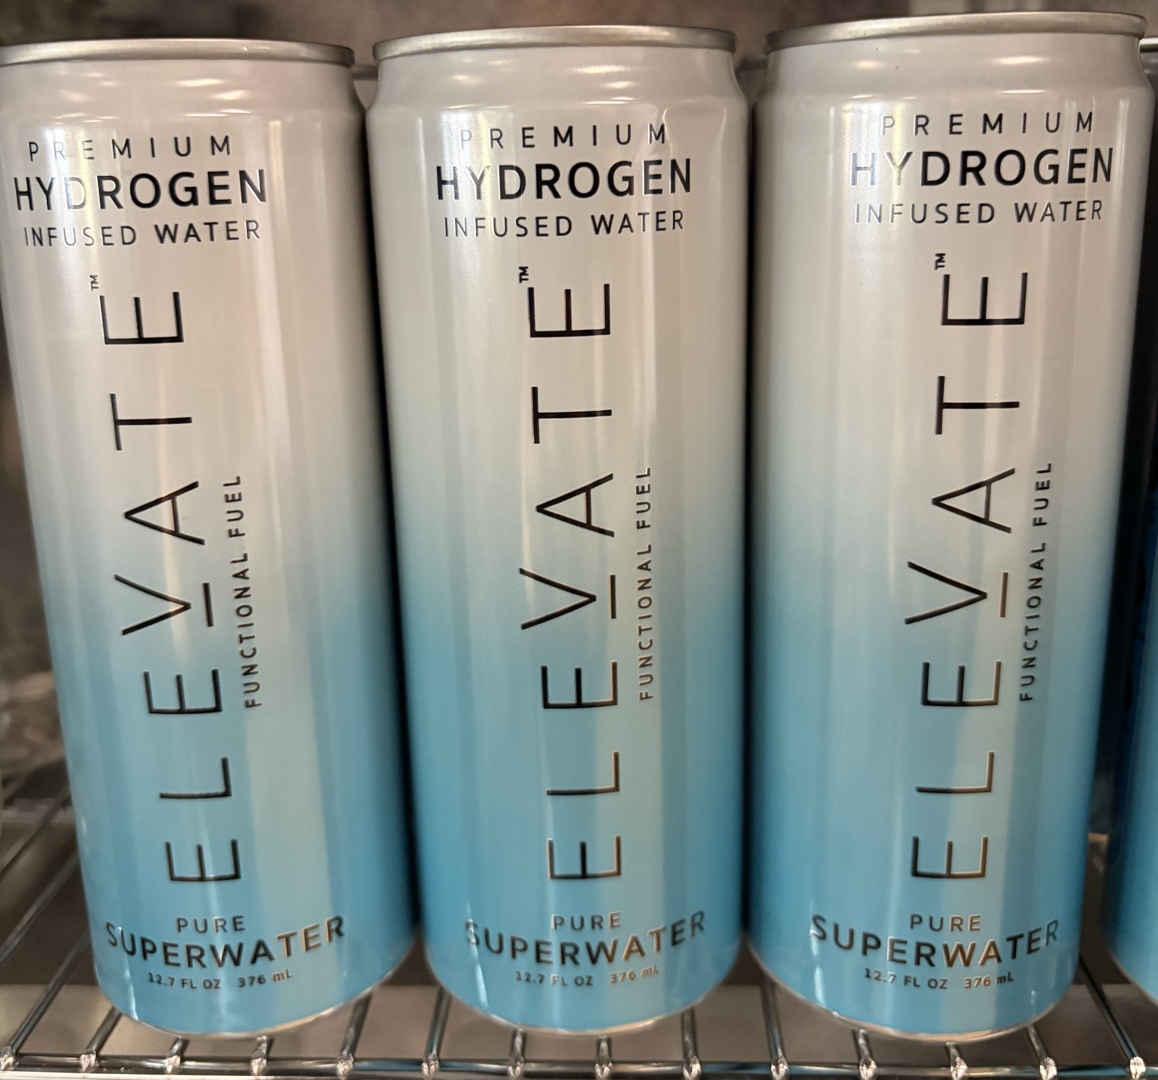 PREMIUM
HYDROGEN
INFUSED WATER
ELEVATE™
FUNCTIONAL FUEL
PURE
SUPERWATER
12.7 FL OZ 376 mL
PREMIUM
HYDROGEN
INFUSED WATER
ELEVATE™
FUNCTIONAL FUEL
PURE
SUPERWATER
12.7 FL OZ 376 mL
PREMIUM
HYDROGEN
INFUSED WATER
ELEVATE™
FUNCTIONAL FUEL
PURE
SUPERWATER
12.7 FL OZ 376 mL